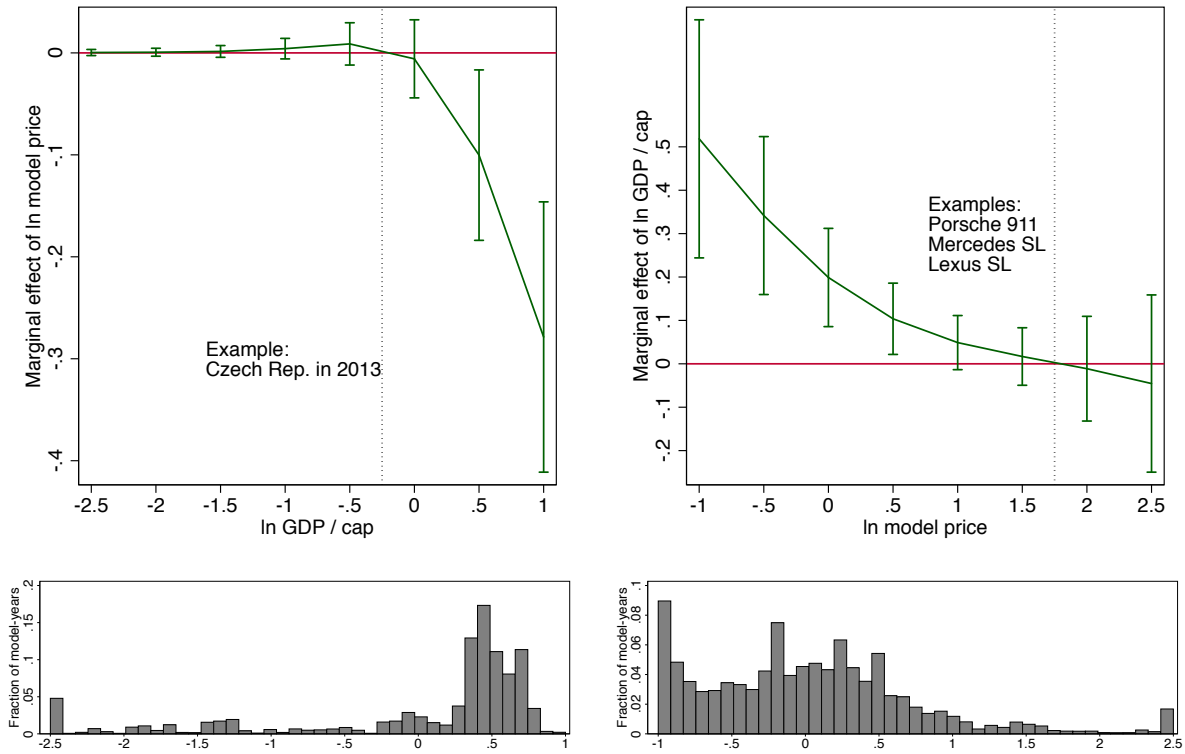 Marginal effect of ln model price
0
-.1
-.2
-.3
-.4
Example:
Czech Rep. in 2013
-2.5 -2 -1.5 -1 -.5 0 .5 1
ln GDP / cap
Marginal effect of ln GDP / cap
.5
.4
.3
.2
.1
0
-.1
-.2
Examples:
Porsche 911
Mercedes SL
Lexus SL
-1 -.5 0 .5 1 1.5 2 2.5
ln model price
Fraction of model-years
.2
.15
.1
.05
0
-2.5 -2 -1.5 -1 -.5 0 .5 1
Fraction of model-years
.1
.08
.06
.04
.02
0
-1 -.5 0 .5 1 1.5 2 2.5